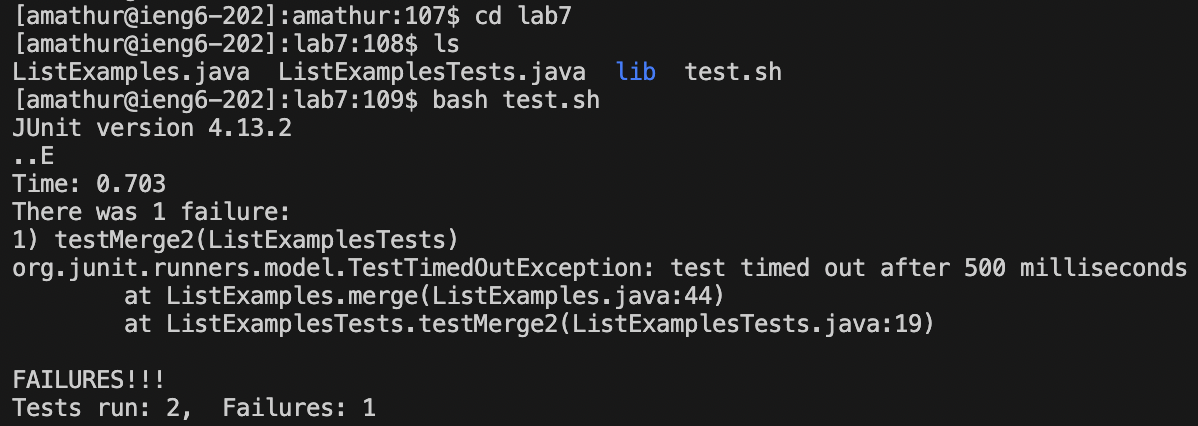 [amathur@ieng6-202]:amathur:107$ cd lab7
[amathur@ieng6-202]:lab7:108$ ls
ListExamples.java  ListExamplesTests.java  lib  test.sh
[amathur@ieng6-202]:lab7:109$ bash test.sh
JUnit version 4.13.2
..E
Time: 0.703
There was 1 failure:
1) testMerge2(ListExamplesTests)
org.junit.runners.model.TestTimedOutException: test timed out after 500 milliseconds
        at ListExamples.merge(ListExamples.java:44)
        at ListExamplesTests.testMerge2(ListExamplesTests.java:19)

FAILURES!!!
Tests run: 2,  Failures: 1